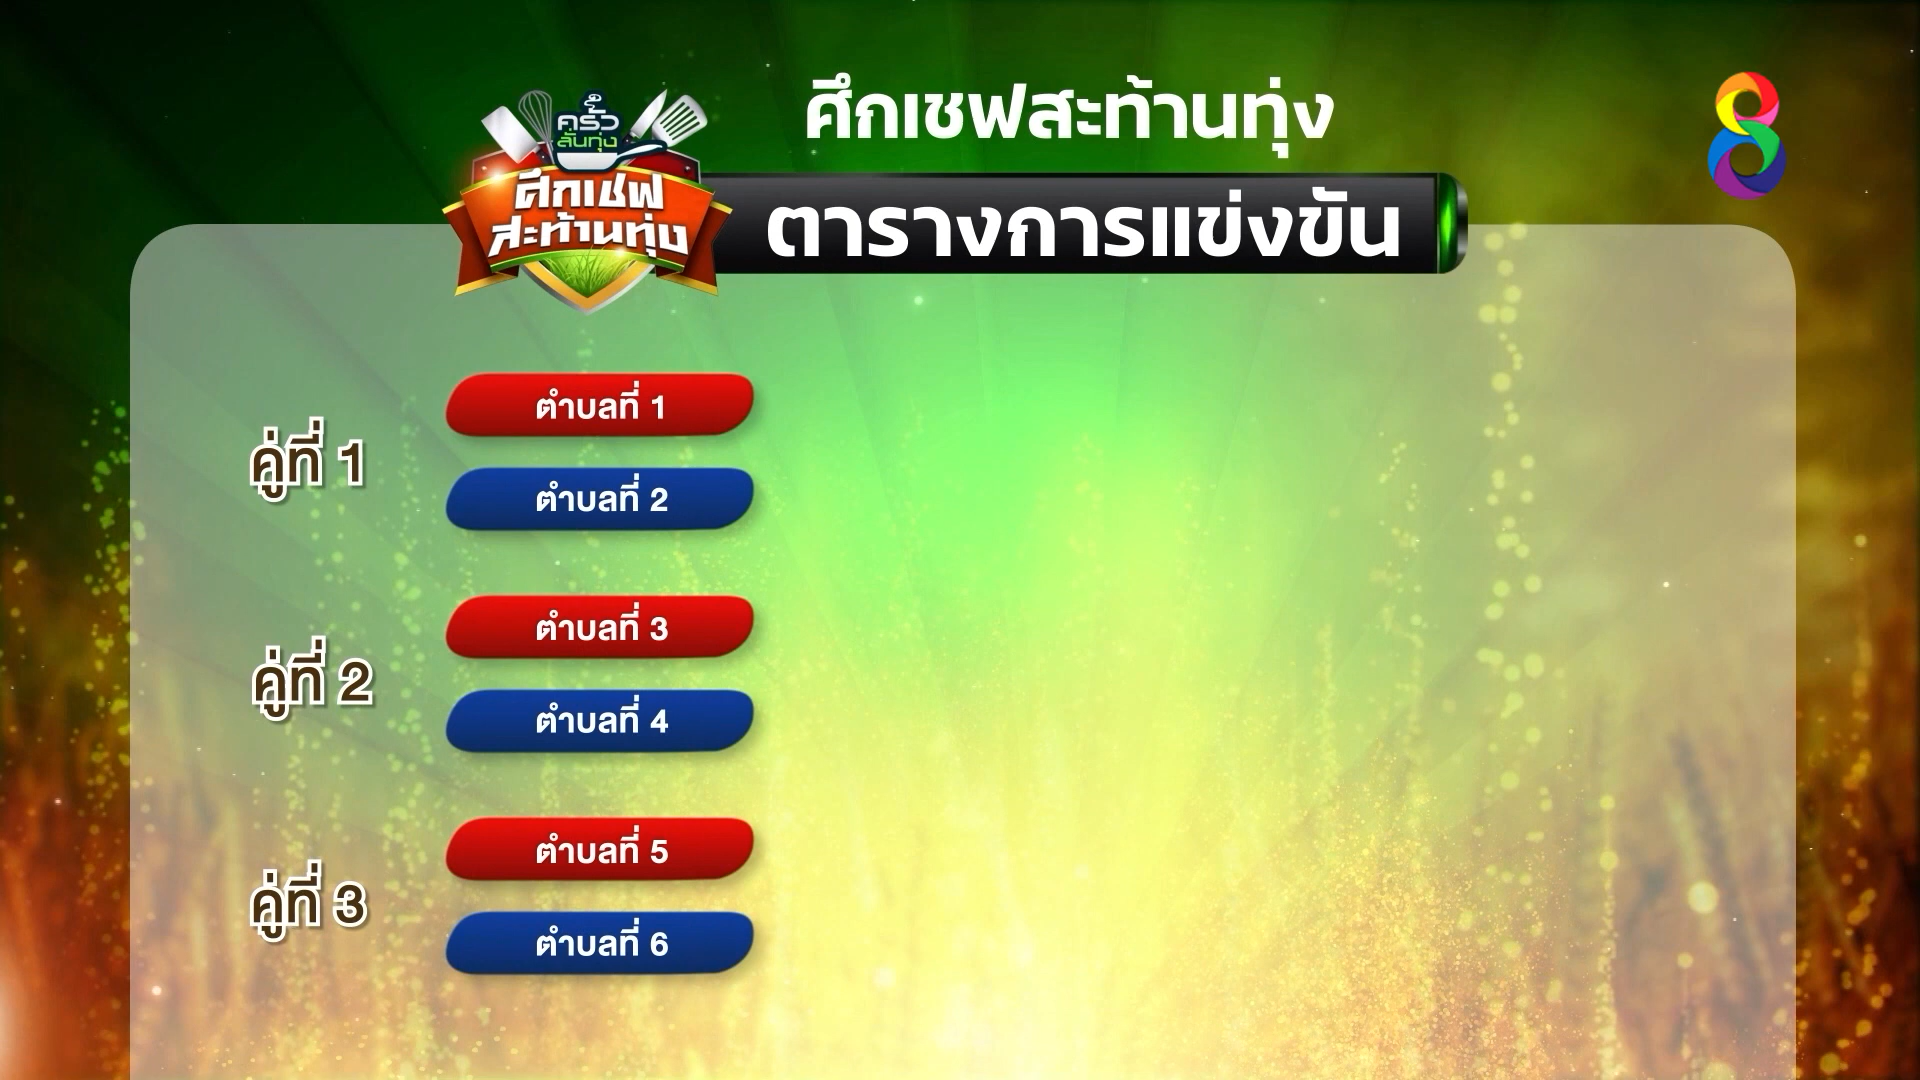 ศึกเชฟสะท้านทุ่ง
ครัว
ลั่นทุ่ง
ศึกเชฟ
สะท้านทุ่ง
ตารางการแข่งขัน
8
คู่ที่ 1
ตำบลที่ 1
ตำบลที่ 2
คู่ที่ 2
ตำบลที่ 3
ตำบลที่ 4
คู่ที่ 3
ตำบลที่ 5
ตำบลที่ 6